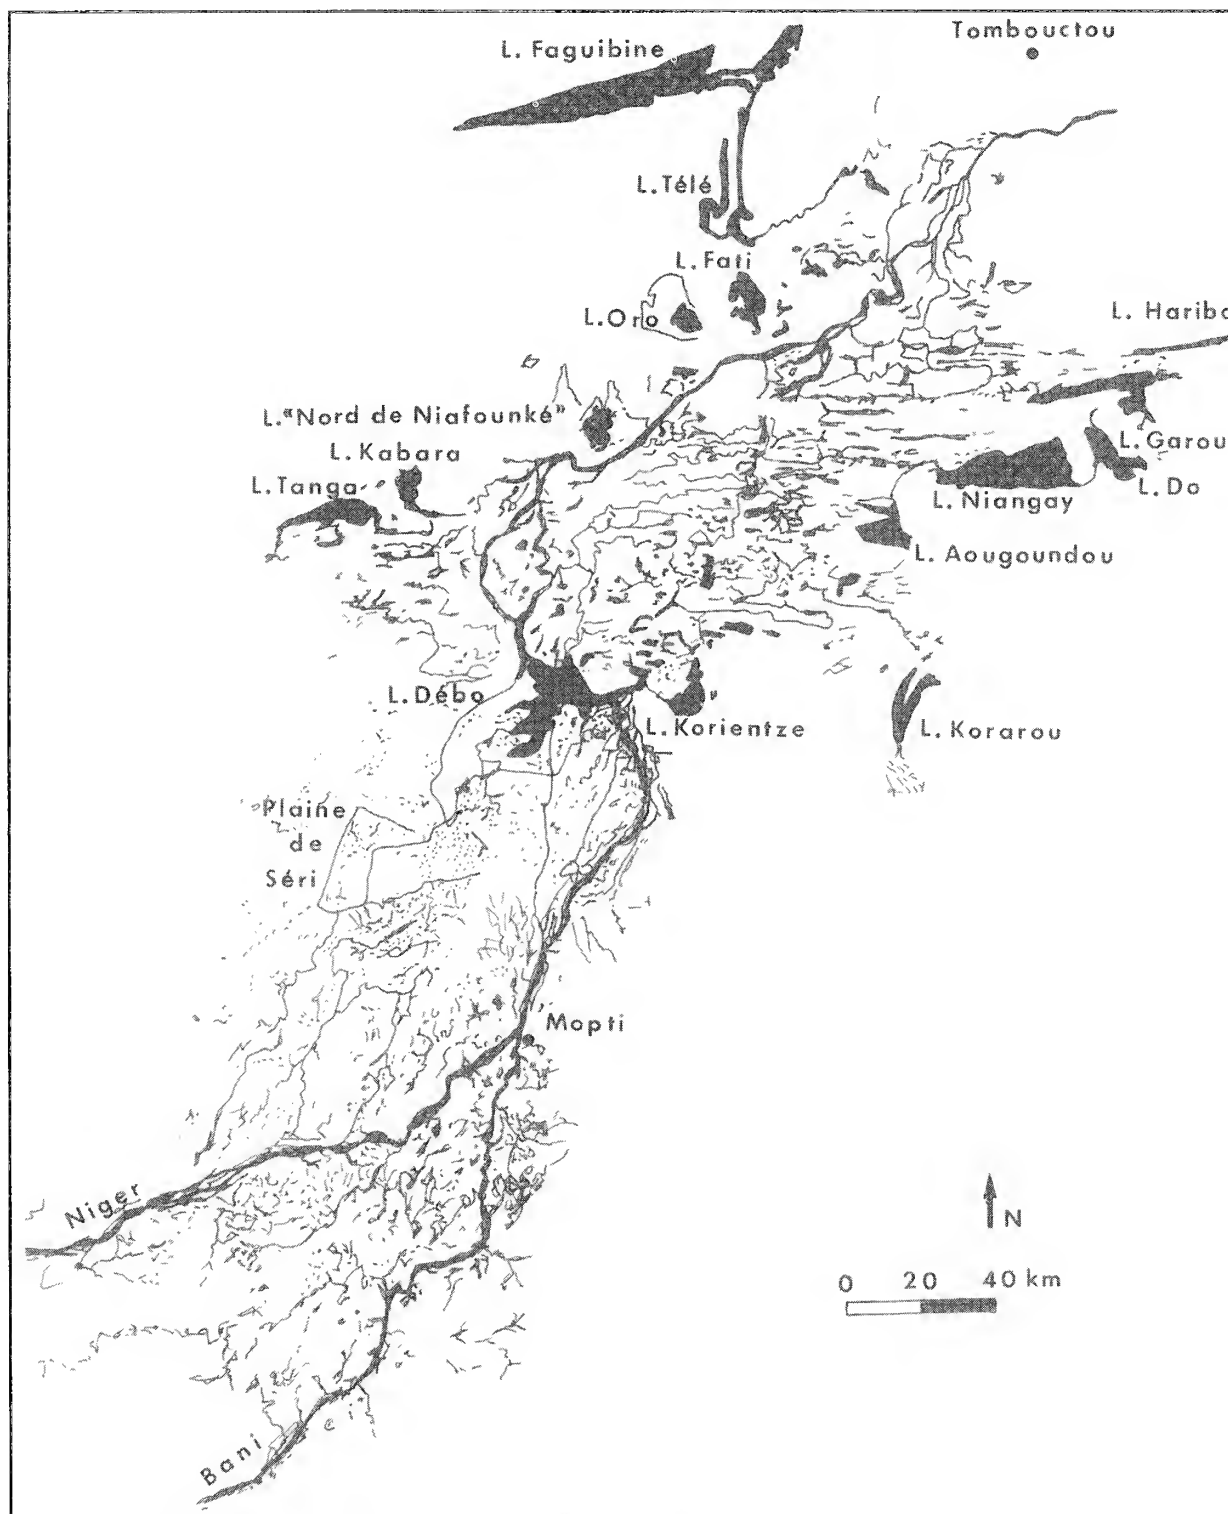 Tombouctou
L. Faguibine
L. Télé
L. Fati
L. Oro
L. Hariba
L. «Nord de Niafounké»
L. Garou
L. Kabara
L. Tanga
L. Do
L. Niangay
L. Aougoundou
L. Débo
L. Korientze
L. Korarou
Plaine
de
Séri
Mopti
Niger
N
0 20 40 km
Bani